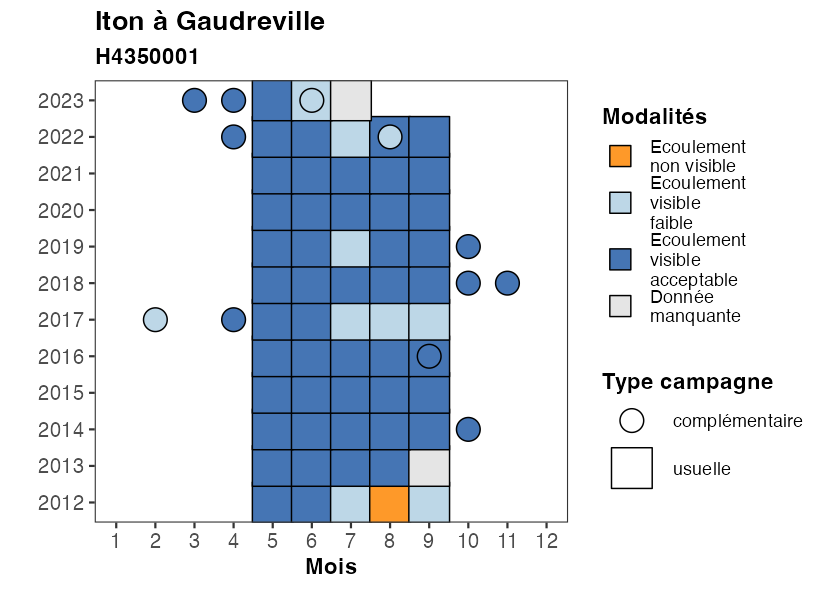 Iton à Gaudreville
H4350001
2023
2022
2021
2020
2019
2018
2017
2016
2015
2014
2013
2012
1 2 3 4 5 6 7 8 9 10 11 12
Mois
Modalités
Ecoulement
non visible
Ecoulement
visible
faible
Ecoulement
visible
acceptable
Donnée
manquante
Type campagne
complémentaire
usuelle